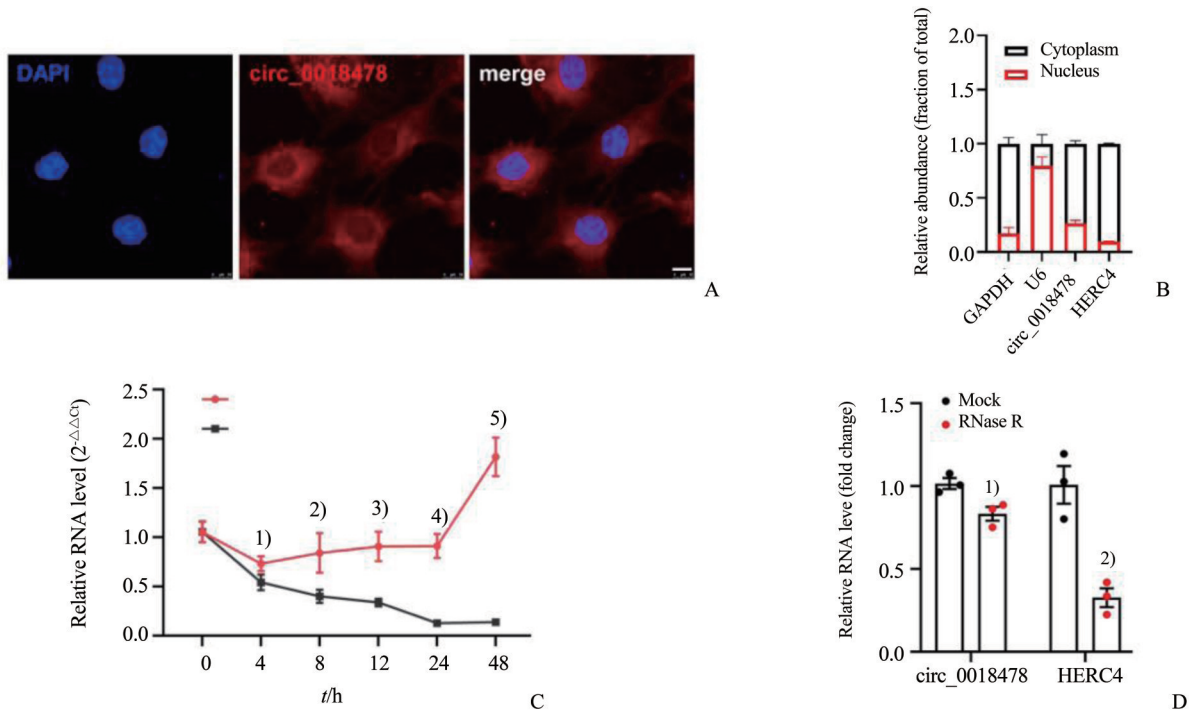 DAPI
circ_0018478
merge
A
Relative abundance (fraction of total)
2.0
1.5
1.0
0.5
0.0
Cytoplasm
Nucleus
GAPDH
U6
circ_0018478
HERC4
B
Relative RNA level (2-△△Ct)
2.5
2.0
1.5
1.0
0.5
0.0
1)
2)
3)
4)
5)
0 4 8 12 24 48
t/h
C
Relative RNA leve (fold change)
1.5
1.0
0.5
0.0
Mock
RNase R
1)
2)
circ_0018478 HERC4
D